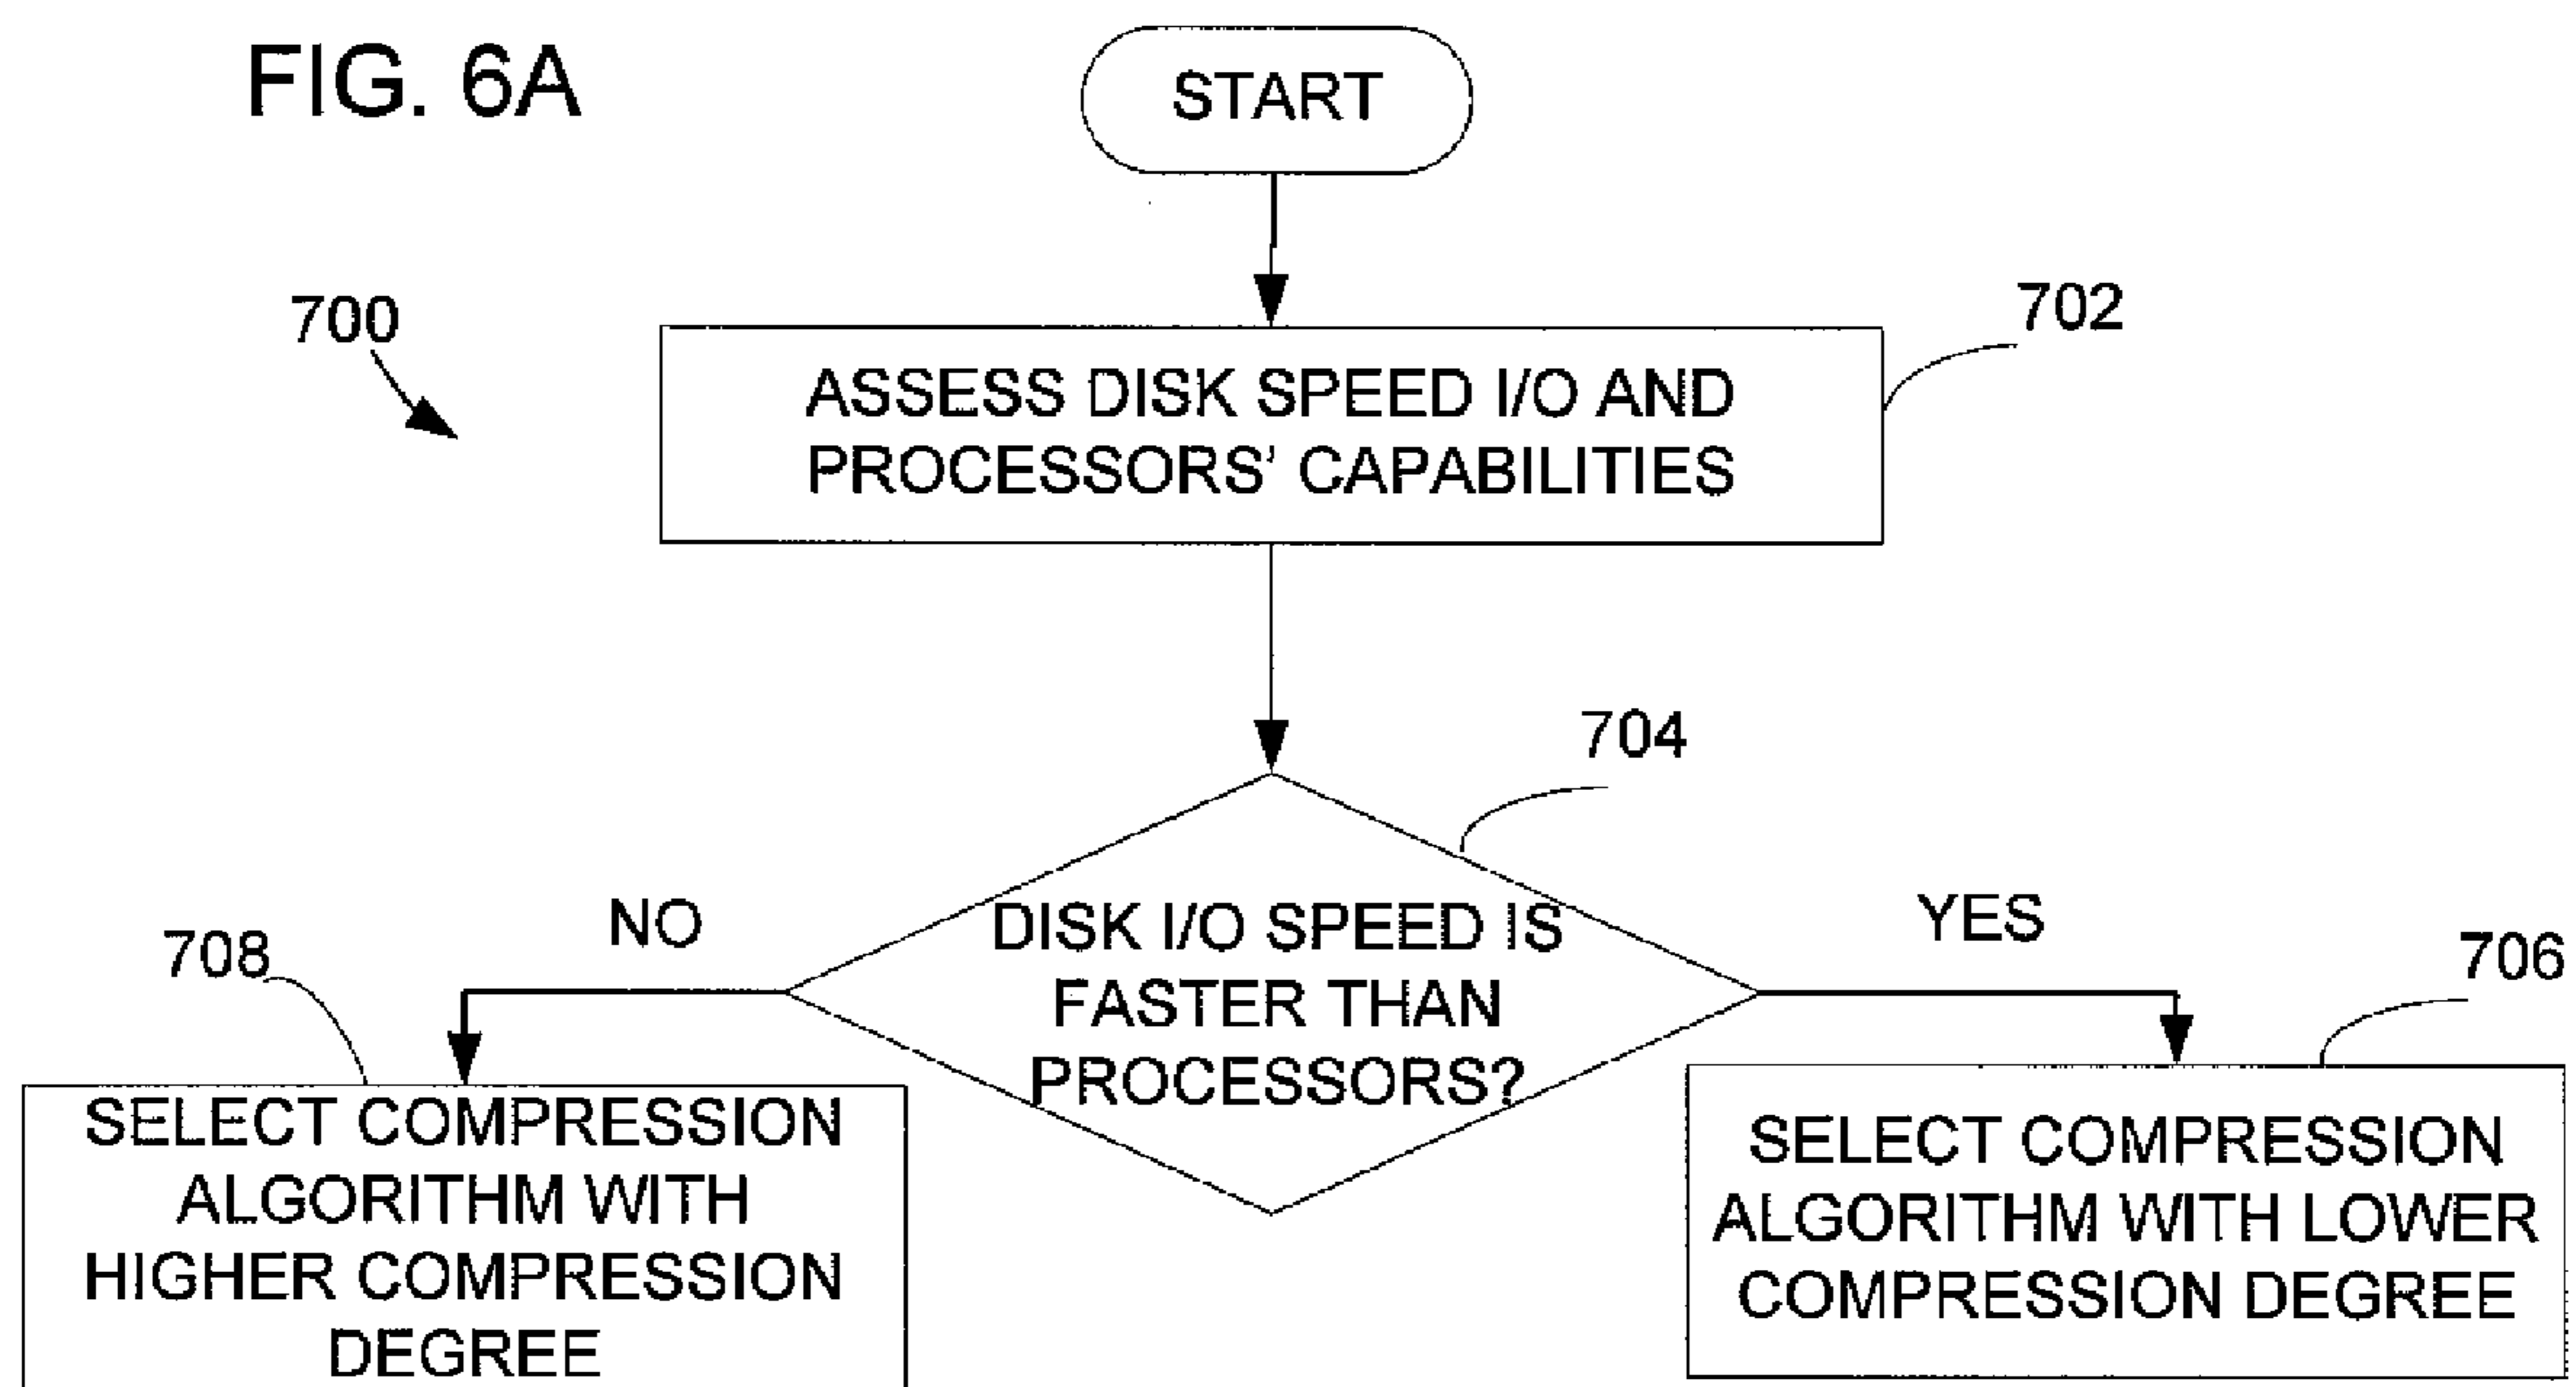 FIG. 6A
START
700
702
ASSESS DISK SPEED I/O AND
PROCESSORS' CAPABILITIES
704
NO
DISK I/O SPEED IS
FASTER THAN
PROCESSORS?
YES
708
706
SELECT COMPRESSION
ALGORITHM WITH
HIGHER COMPRESSION
DEGREE
SELECT COMPRESSION
ALGORITHM WITH LOWER
COMPRESSION DEGREE